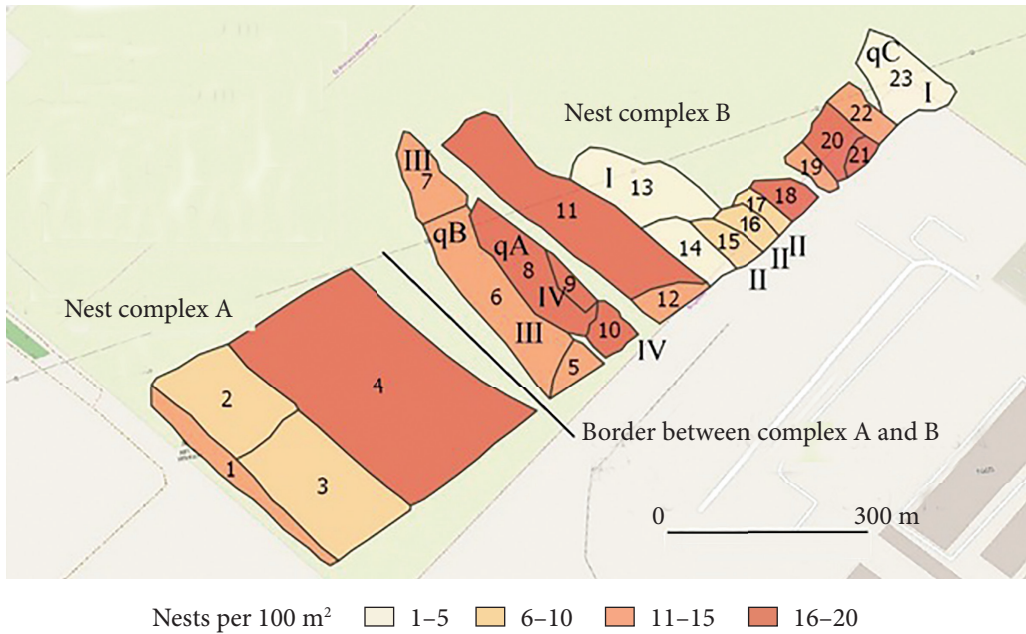 qC
23
I
Nest complex B
22
20
21
19
III
7
I
13
17
18
16
11
15
II
II
14
II
qB
qA
8
9
IV
6
12
Nest complex A
III
10
IV
5
4
2
Border between complex A and B
1
3
0 300 m
Nests per 100 m² 1–5 6–10 11–15 16–20